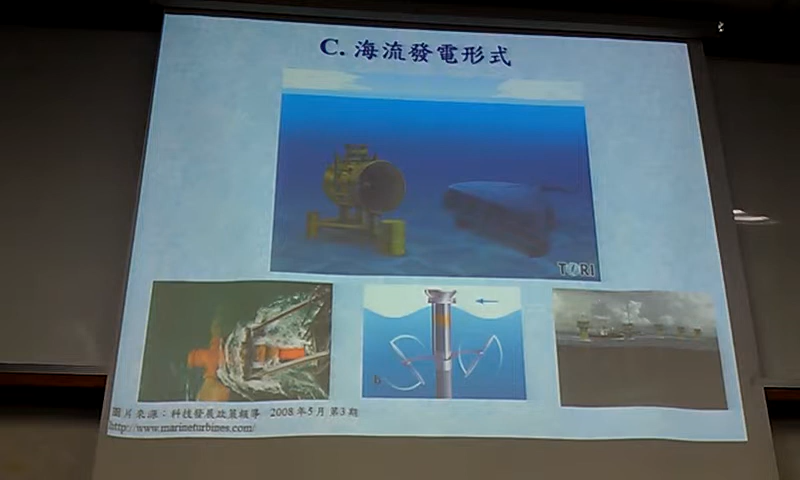 C. 海流發電形式
TORI
b
圖片來源：科技發展政策報導 2008年5月第3期
http://www.marineturbines.com/